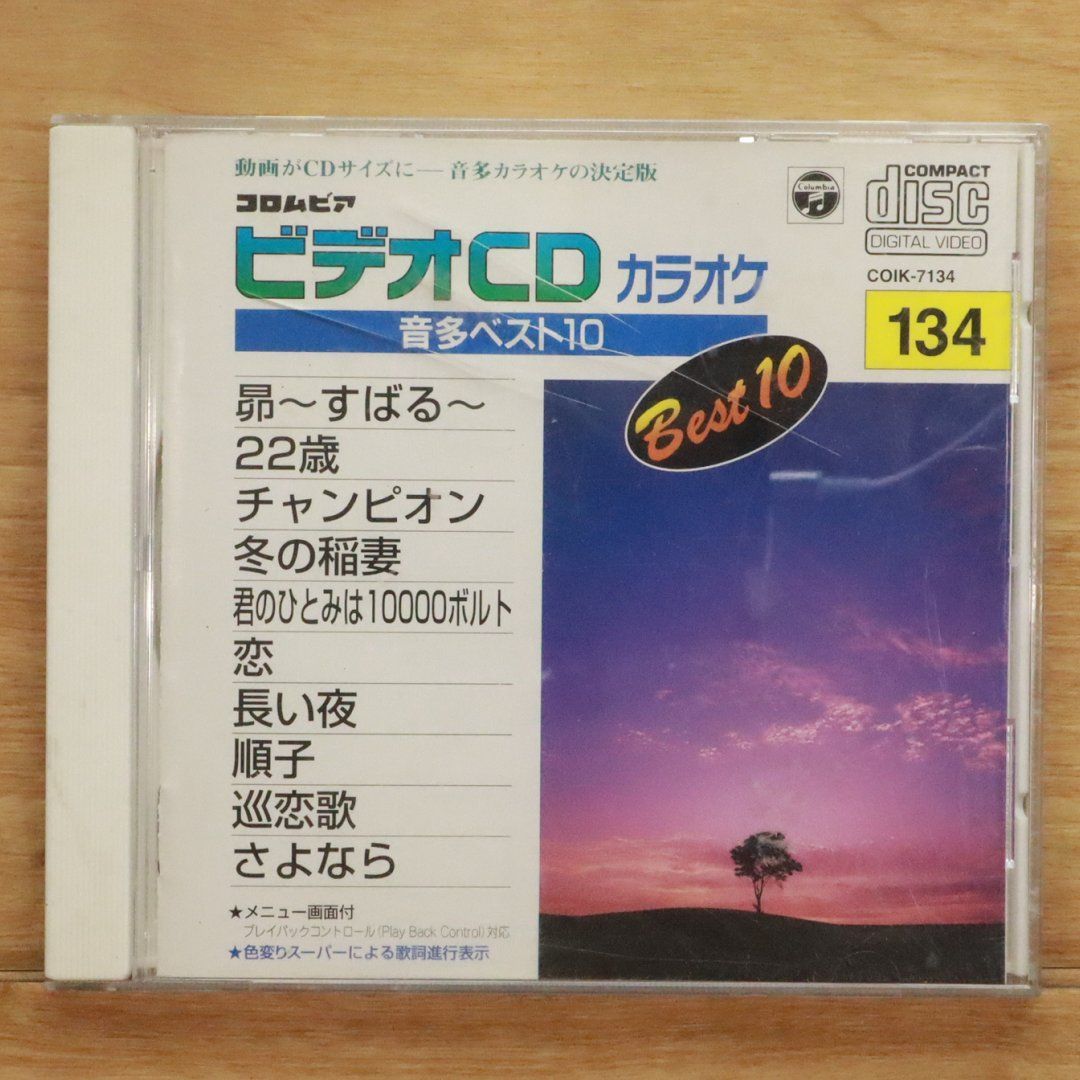 動画がCDサイズに—音多カラオケの決定版
コロムビア
ビデオCD カラオケ
音多ベスト10
Columbia
COMPACT
disc
DIGITAL VIDEO
COIK-7134
134
Best 10
昴〜すばる〜
22歳
チャンピオン
冬の稲妻
君のひとみは10000ボルト
恋
長い夜
順子
巡恋歌
さよなら
★メニュー画面付
プレイバックコントロール(Play Back Control)対応
★色変りスーパーによる歌詞進行表示